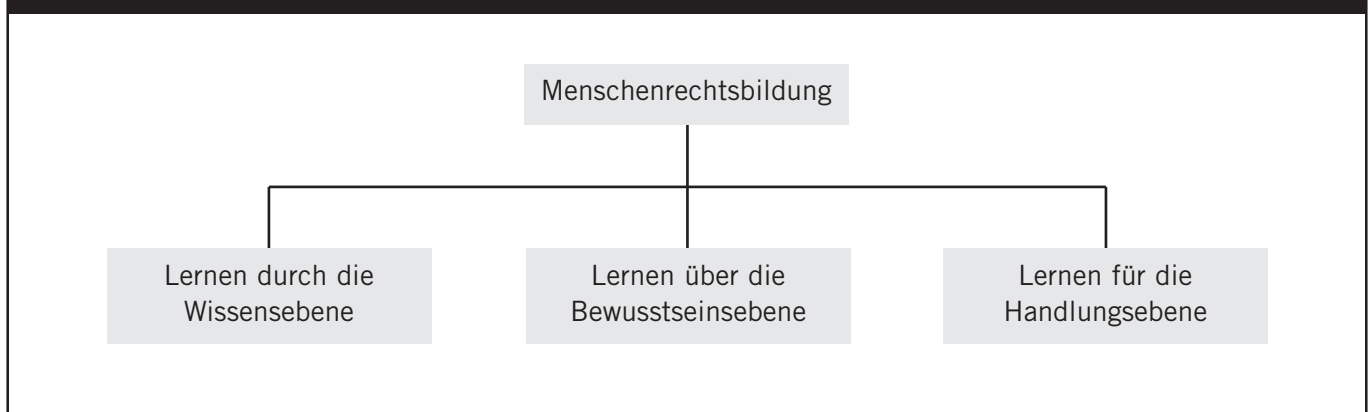 Menschenrechtsbildung
Lernen durch die
Wissensebene
Lernen über die
Bewusstseinsebene
Lernen für die
Handlungsebene